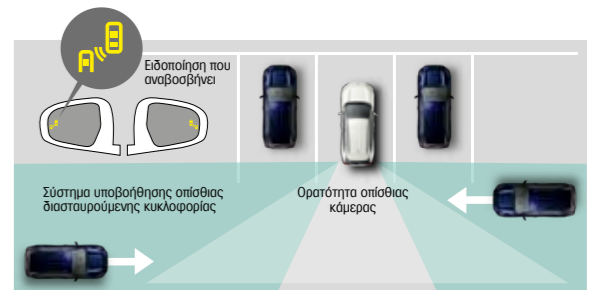 Ειδοποίηση που
αναβοσβήνει
Σύστημα υποβοήθησης οπίσθιας
διασταυρούμενης κυκλοφορίας
Ορατότητα οπίσθιας
κάμερας